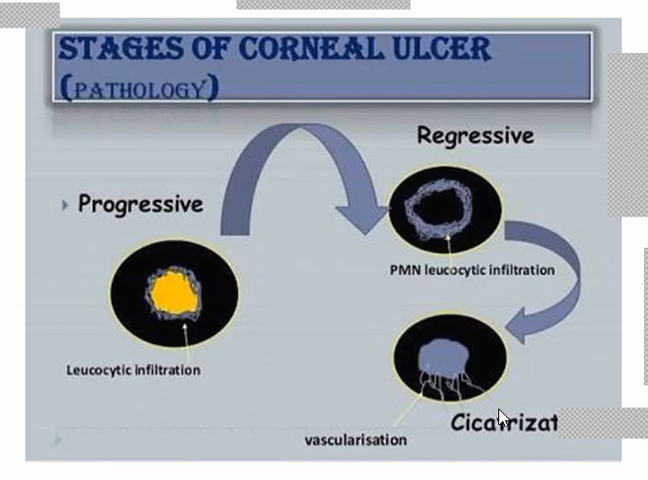 STAGES OF CORNEAL ULCER
(PATHOLOGY)
Regressive
Progressive
PMN leucocytic infiltration
Leucocytic infiltration
vascularisation